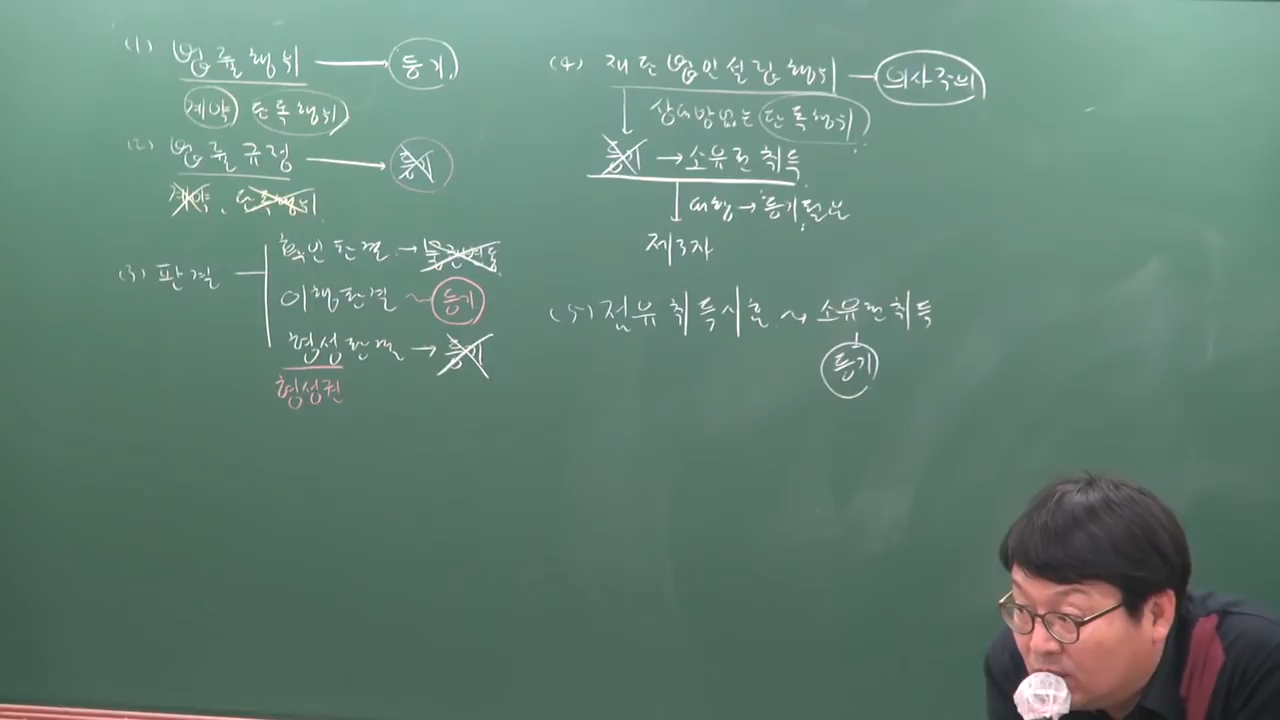 (1) 법률행위 → 등기
계약 단독행위
(2) 법률규정 → 등기
계약, 단독행위
(3) 판결
확인판결 → 물권변동
이행판결 ~ 등기
형성판결 → 등기
형성권
(4) 재단법인설립행위 — 의사주의
상대방없는 단독행위
등기 → 소유권취득
대항 → 등기필요
제3자
(5) 점유취득시효 ~> 소유권취득
등기